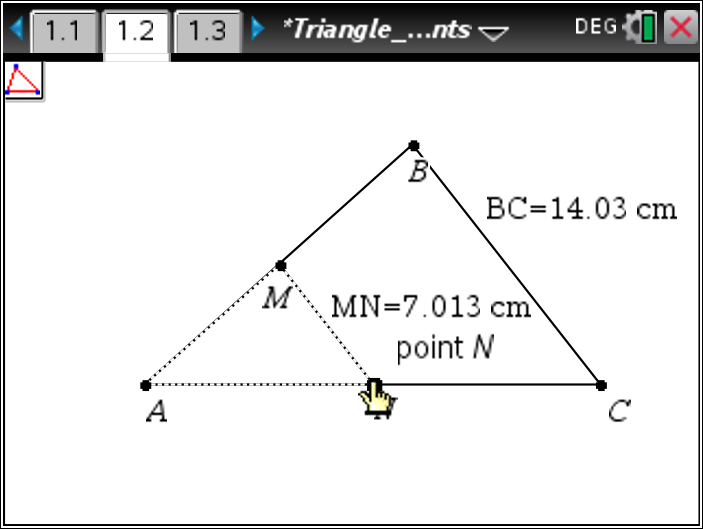 1.1 1.2 1.3 *Triangle_...nts DEG
B
BC=14.03 cm
M
MN=7.013 cm
point N
A
C